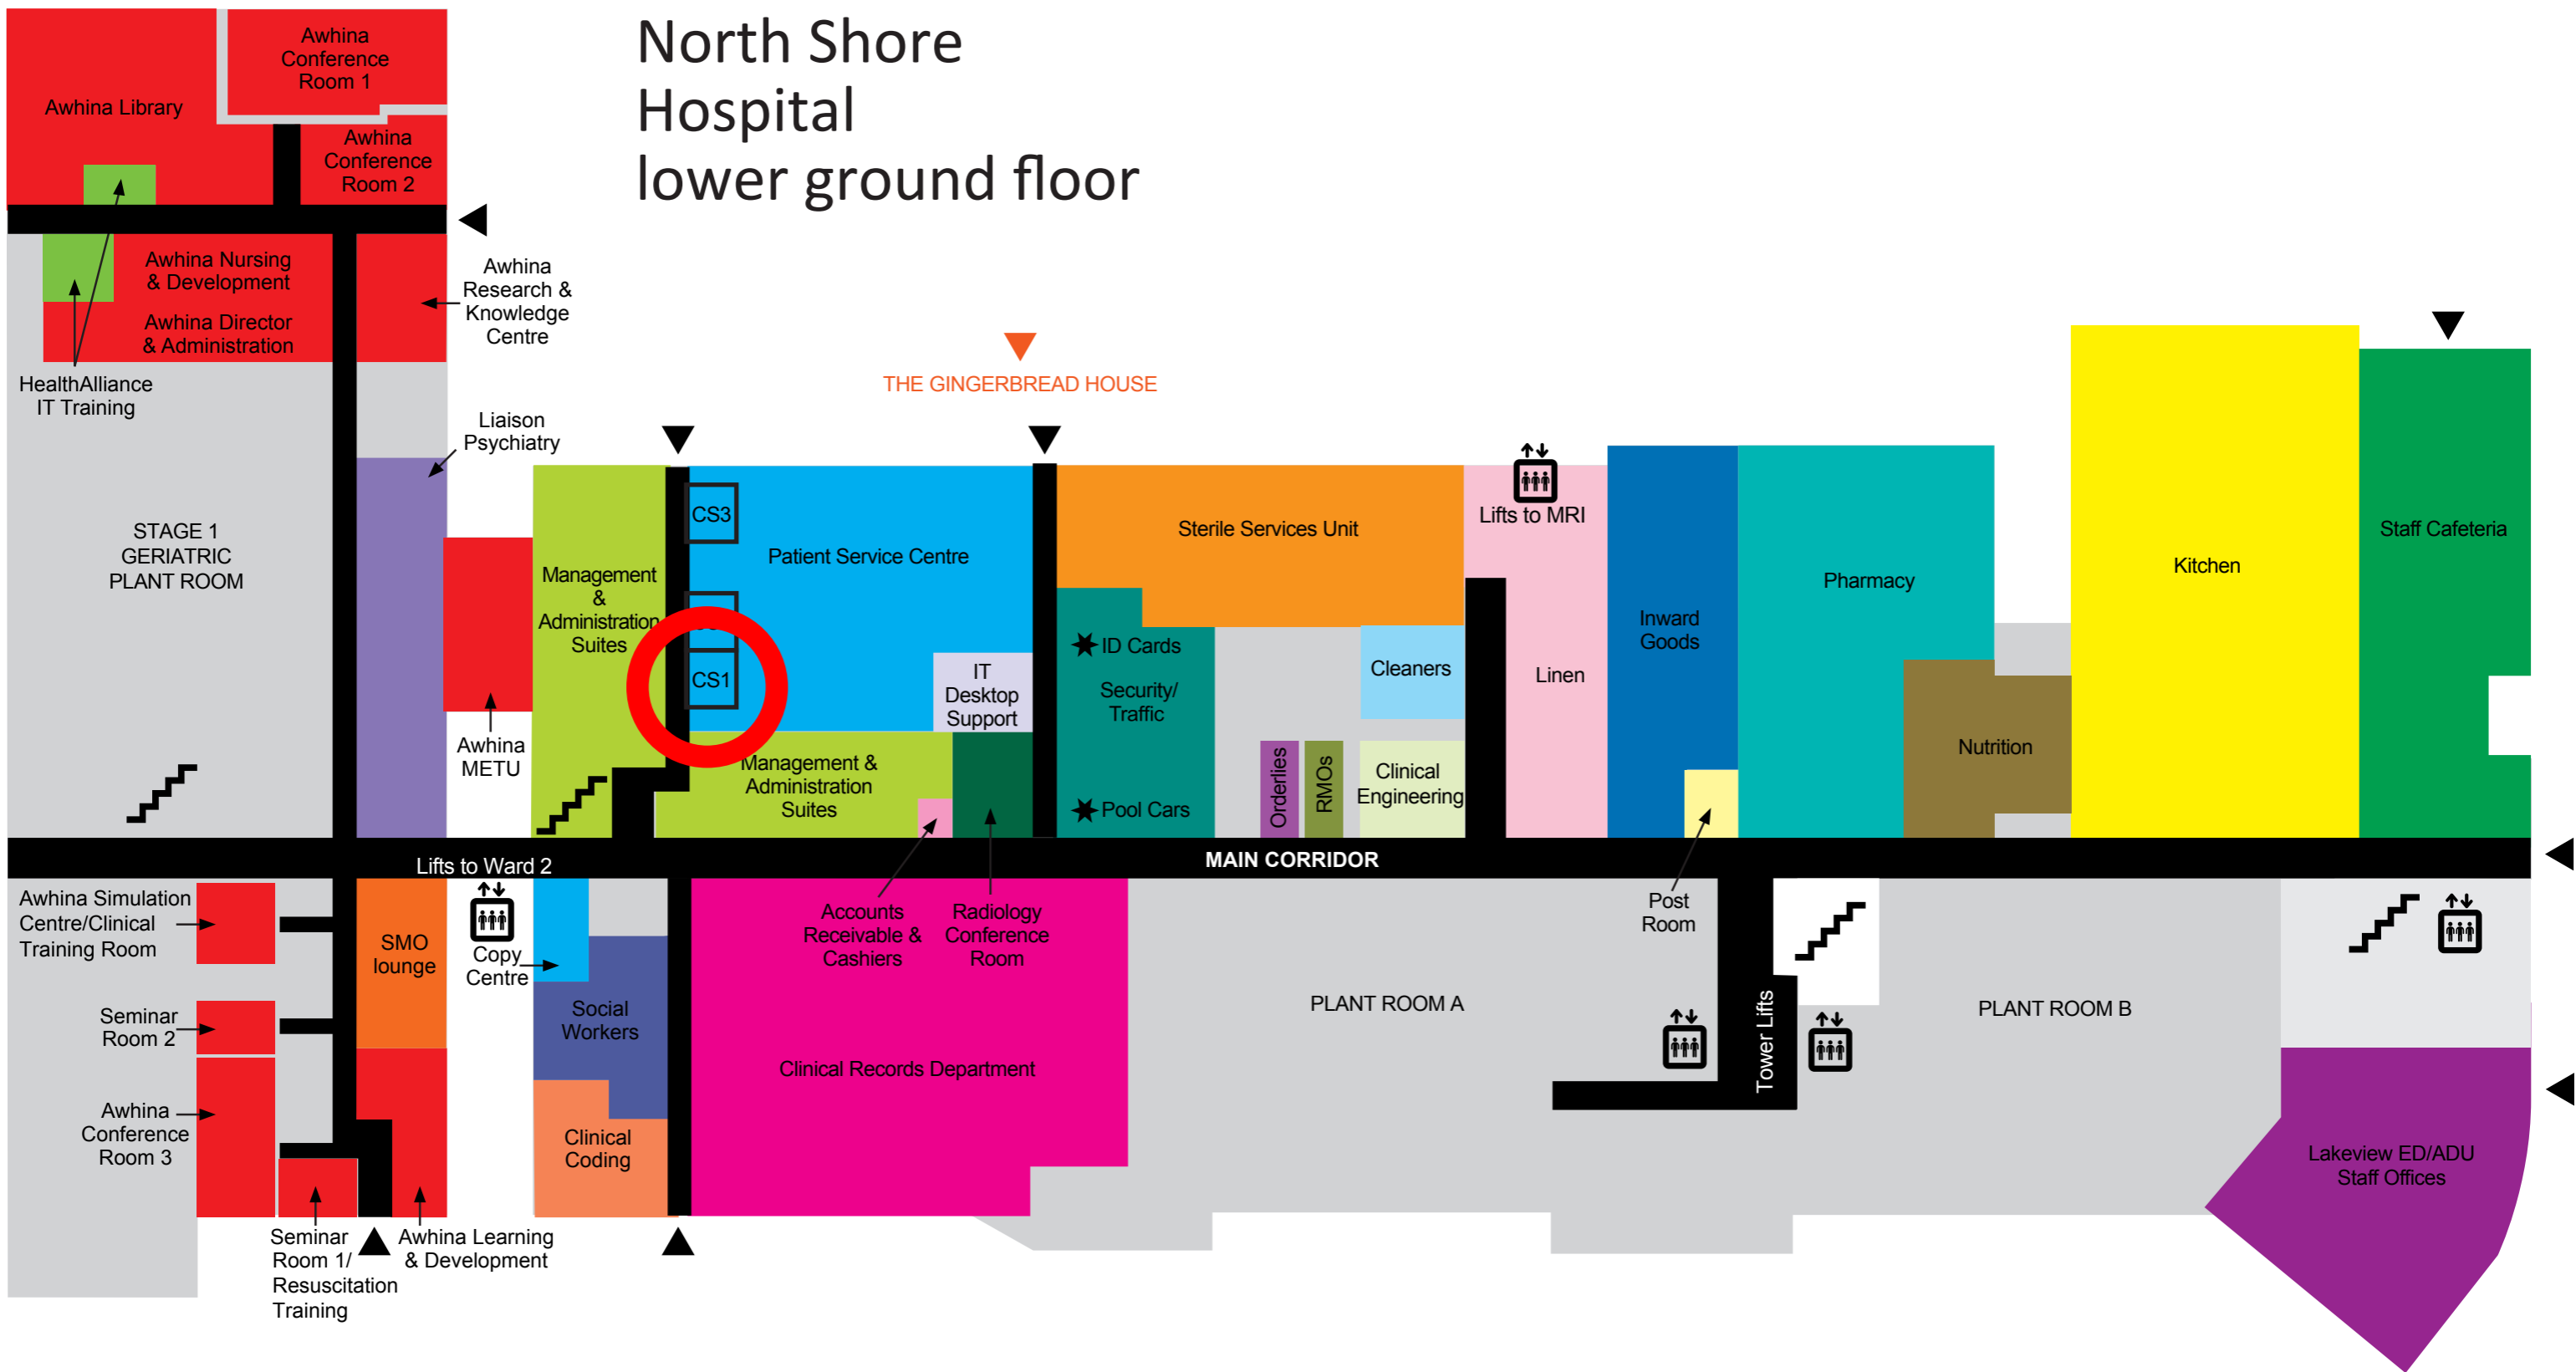 North Shore
Hospital
lower ground floor
Awhina
Conference
Room 1
Awhina Library
Awhina
Conference
Room 2
Awhina Nursing
& Development
Awhina Director
& Administration
Awhina
Research &
Knowledge
Centre
HealthAlliance
IT Training
THE GINGERBREAD HOUSE
Liaison
Psychiatry
STAGE 1
GERIATRIC
PLANT ROOM
Awhina
METU
Management
&
Administration
Suites
CS3
CS1
Patient Service Centre
IT
Desktop
Support
Management &
Administration
Suites
Sterile Services Unit
ID Cards
Security/
Traffic
Pool Cars
Cleaners
Orderlies
RMOs
Clinical
Engineering
Lifts to MRI
Linen
Inward
Goods
Pharmacy
Nutrition
Kitchen
Staff Cafeteria
Lifts to Ward 2
MAIN CORRIDOR
Awhina Simulation
Centre/Clinical
Training Room
Seminar
Room 2
Awhina
Conference
Room 3
Seminar
Room 1/
Resuscitation
Training
Awhina Learning
& Development
SMO
lounge
Copy
Centre
Social
Workers
Clinical
Coding
Accounts
Receivable &
Cashiers
Radiology
Conference
Room
Clinical Records Department
PLANT ROOM A
Post
Room
Tower Lifts
PLANT ROOM B
Lakeview ED/ADU
Staff Offices